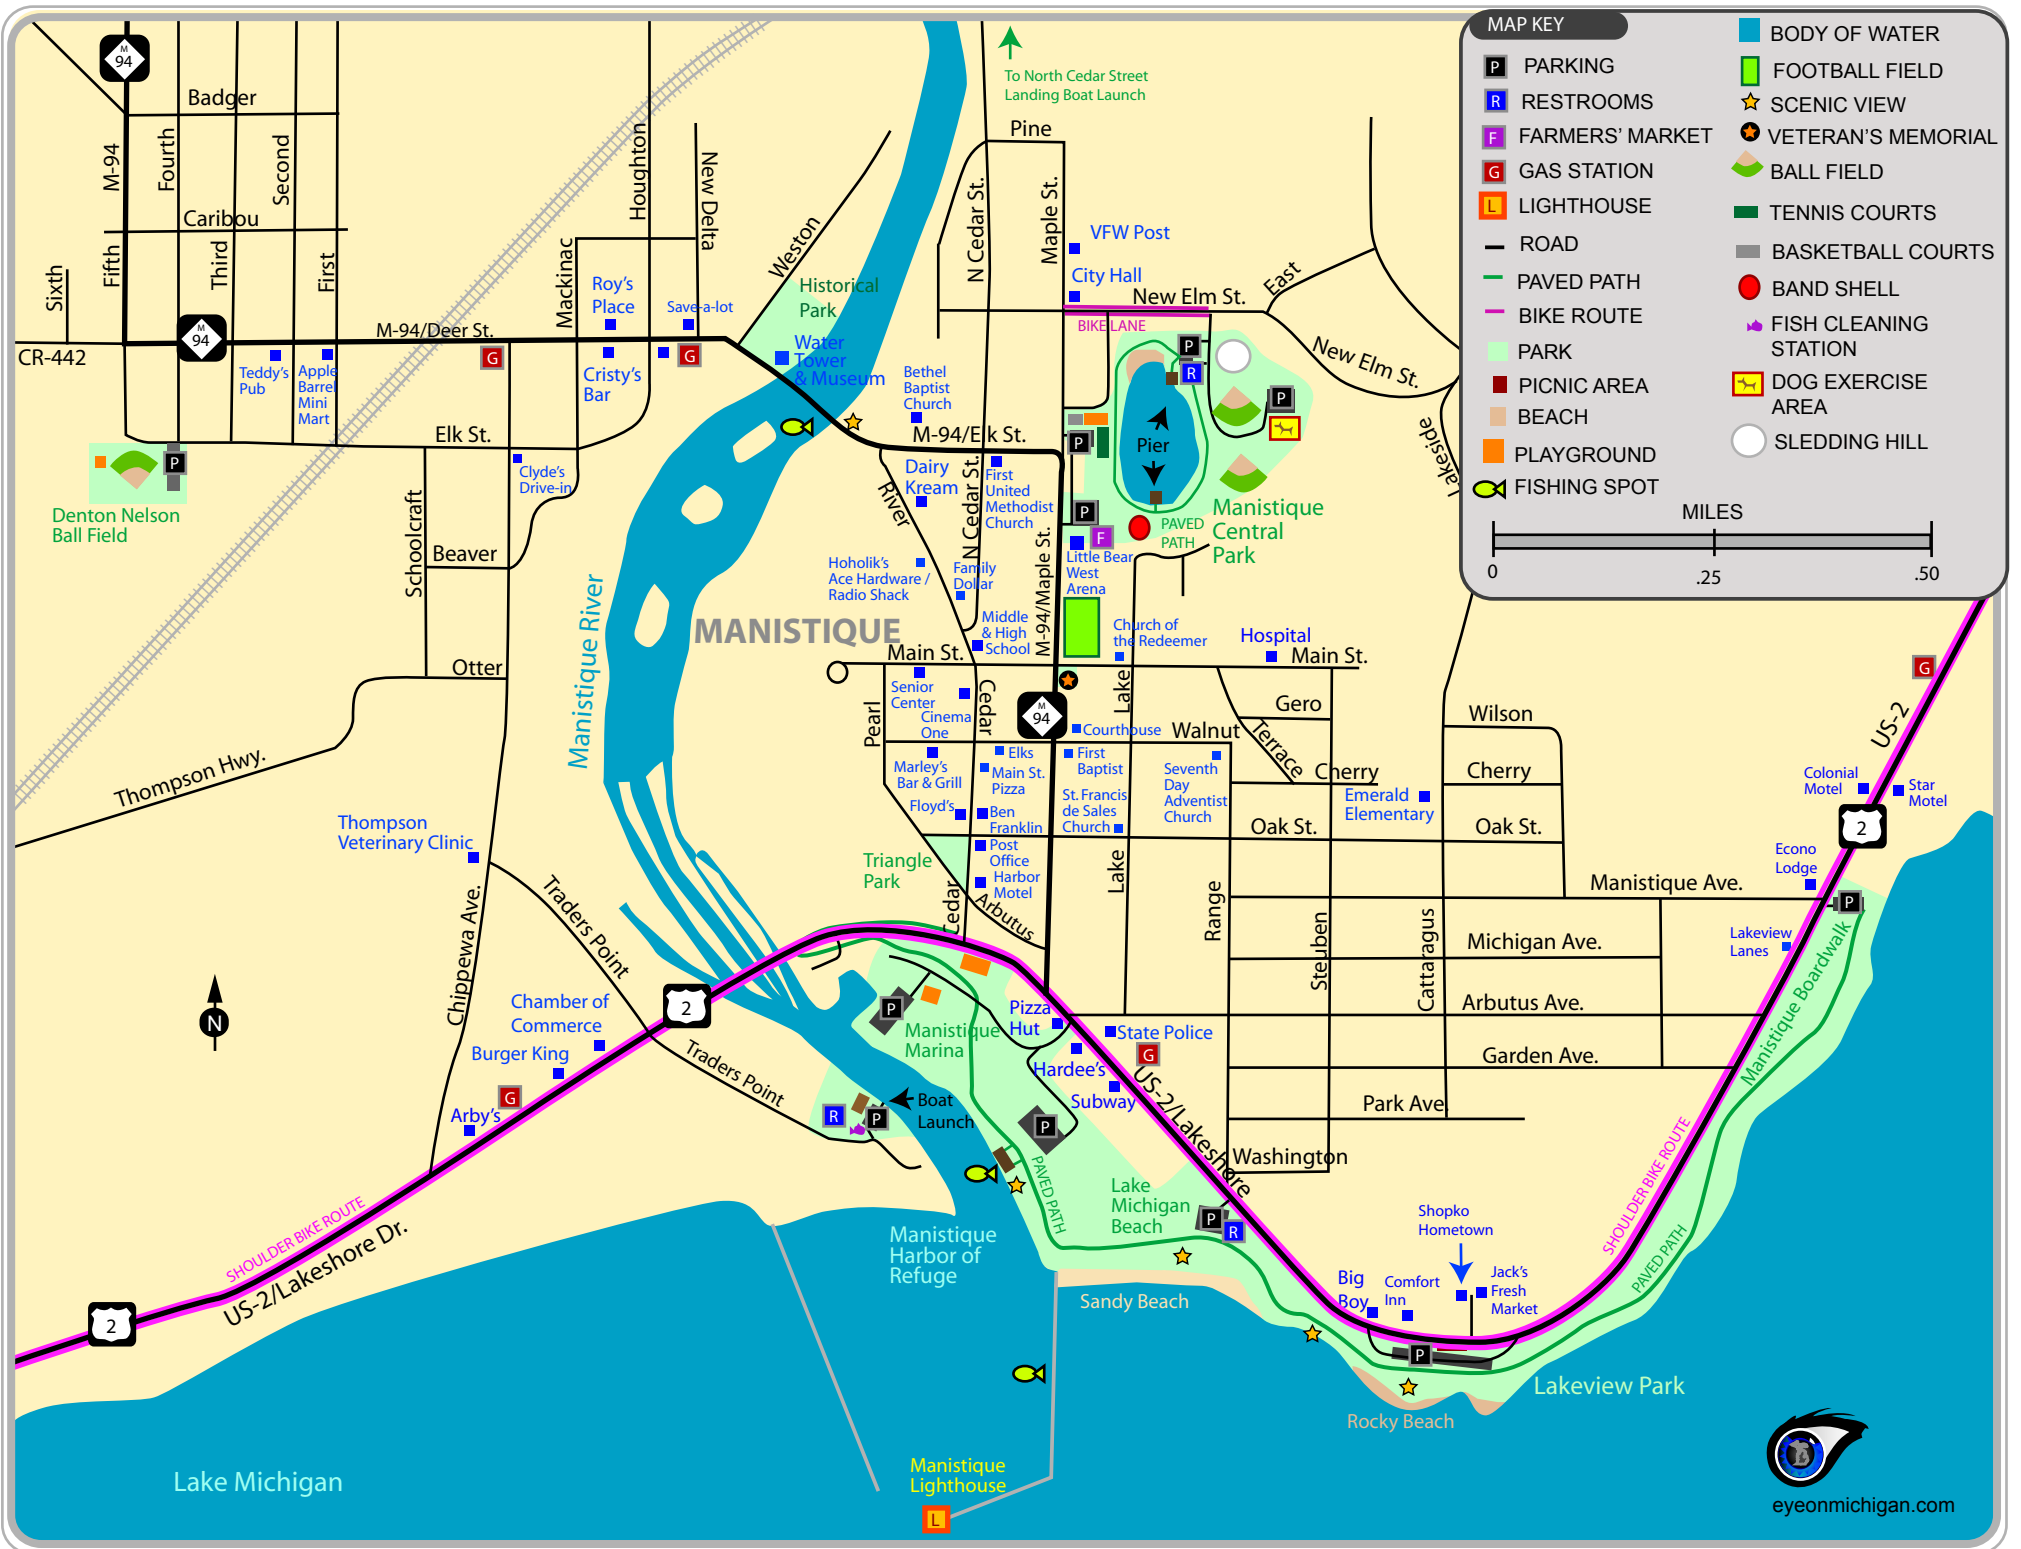 MAP KEY
P PARKING
R RESTROOMS
F FARMERS' MARKET
G GAS STATION
L LIGHTHOUSE
ROAD
PAVED PATH
BIKE ROUTE
PARK
PICNIC AREA
BEACH
PLAYGROUND
FISHING SPOT
BODY OF WATER
FOOTBALL FIELD
SCENIC VIEW
VETERAN'S MEMORIAL
BALL FIELD
TENNIS COURTS
BASKETBALL COURTS
BAND SHELL
FISH CLEANING
STATION
DOG EXERCISE
AREA
SLEDDING HILL
MILES
0
.25
.50
M
94
Badger
M-94
Fourth
Second
Caribou
Fifth
Third
First
Sixth
M
94
CR-442
M-94/Deer St.
Mackinac
Houghton
New Delta
Weston
Roy's
Place
Save-a-lot
G
G
Teddy's
Pub
Apple
Barrel
Mini
Mart
Cristy's
Bar
Historical
Park
Water
Tower
& Museum
To North Cedar Street
Landing Boat Launch
Pine
N Cedar St.
Maple St.
VFW Post
City Hall
New Elm St.
East
BIKE LANE
New Elm St.
Lakeside
P
R
P
P
P
F
Pier
PAVED
PATH
Manistique
Central
Park
Bethel
Baptist
Church
M-94/Elk St.
Elk St.
P
Denton Nelson
Ball Field
Clyde's
Drive-in
Schoolcraft
Beaver
Otter
Thompson Hwy.
Manistique River
MANISTIQUE
Dairy
Kream
River
N Cedar St.
First
United
Methodist
Church
Hoholik's
Ace Hardware /
Radio Shack
Family
Dollar
M-94/Maple St.
Little Bear
West
Arena
Middle
& High
School
Church of
the Redeemer
Hospital
Main St.
Main St.
Senior
Center
Cinema
One
Cedar
Pearl
M
94
Lake
Courthouse
Walnut
Gero
Terrace
Wilson
Cherry
Cherry
Marley's
Bar & Grill
Elks
Main St.
Pizza
First
Baptist
Seventh
Day
Adventist
Church
Floyd's
Ben
Franklin
St. Francis
de Sales
Church
Emerald
Elementary
Oak St.
Oak St.
Triangle
Park
Post
Office
Harbor
Motel
Cedar
Arbutus
Lake
Range
Steuben
Cattaragus
Manistique Ave.
Michigan Ave.
Arbutus Ave.
Garden Ave.
Park Ave.
Washington
G
US-2
Colonial
Motel
Star
Motel
2
Econo
Lodge
P
Lakeview
Lanes
Manistique Boardwalk
Thompson
Veterinary Clinic
Chippewa Ave.
Traders Point
2
Chamber of
Commerce
Burger King
G
Arby's
Traders Point
N
P
Manistique
Marina
Pizza
Hut
State Police
G
Hardee's
Subway
US-2/Lakeshore
R
P
Boat
Launch
P
PAVED PATH
Lake
Michigan
Beach
P
R
SHOULDER BIKE ROUTE
US-2/Lakeshore Dr.
2
Manistique
Harbor of
Refuge
Sandy Beach
SHOULDER BIKE ROUTE
PAVED PATH
Shopko
Hometown
Big
Boy
Comfort
Inn
Jack's
Fresh
Market
P
Lakeview Park
Rocky Beach
Lake Michigan
Manistique
Lighthouse
L
eyeonmichigan.com